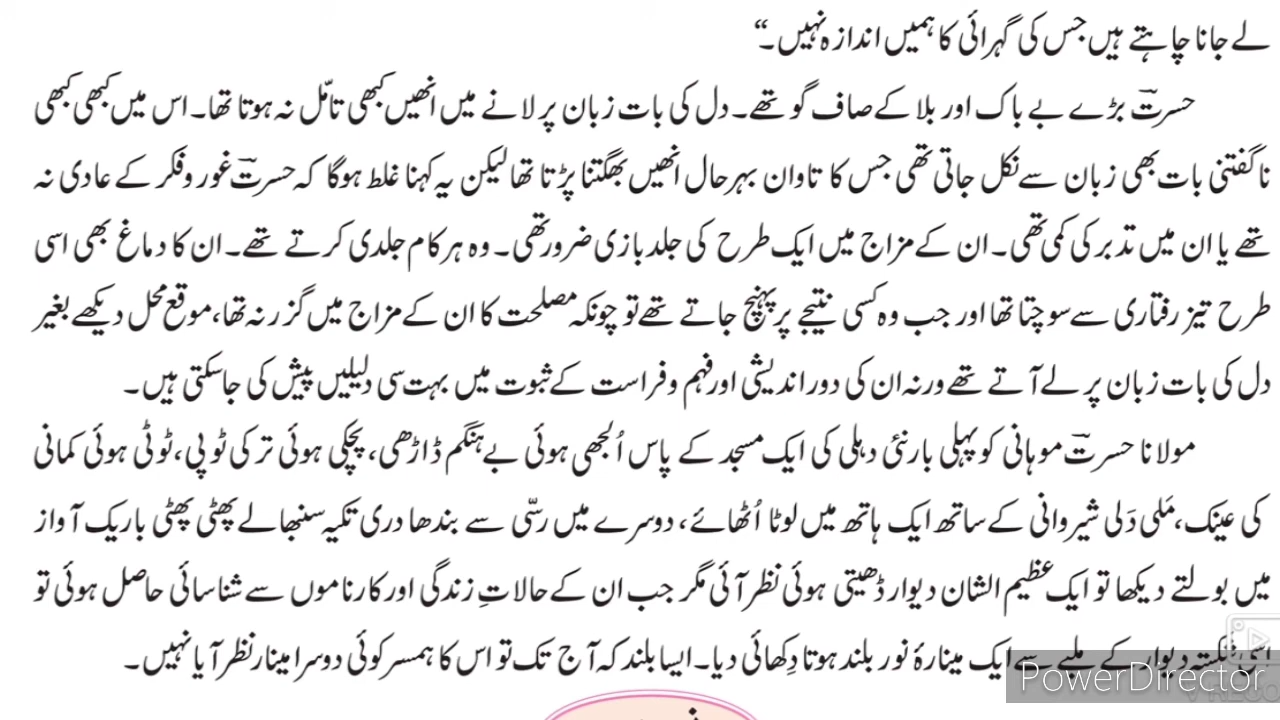 لے جانا چاہتے ہیں جس کی گہرائی کا ہمیں اندازہ نہیں۔“
حسرتؔ بڑے بے باک اور بلا کے صاف گو تھے۔ دل کی بات زبان پر لانے میں انھیں کبھی تامّل نہ ہوتا تھا۔ اس میں کبھی کبھی
ناگفتنی بات بھی زبان سے نکل جاتی تھی جس کا تاوان بہرحال انھیں بھگتنا پڑتا تھا لیکن یہ کہنا غلط ہوگا کہ حسرتؔ غور و فکر کے عادی نہ
تھے یا ان میں تدبر کی کمی تھی۔ ان کے مزاج میں ایک طرح کی جلد بازی ضرور تھی۔ وہ ہر کام جلدی کرتے تھے۔ ان کا دماغ بھی اسی
طرح تیز رفتاری سے سوچتا تھا اور جب وہ کسی نتیجے پر پہنچ جاتے تھے تو چونکہ مصلحت کا ان کے مزاج میں گزر نہ تھا، موقع محل دیکھے بغیر
دل کی بات زبان پر لے آتے تھے ورنہ ان کی دور اندیشی اور فہم و فراست کے ثبوت میں بہت سی دلیلیں پیش کی جاسکتی ہیں۔
مولانا حسرتؔ موہانی کو پہلی بار نئی دہلی کی ایک مسجد کے پاس اُلجھی ہوئی بے ہنگم ڈاڑھی، پچکی ہوئی ترکی ٹوپی، ٹوٹی ہوئی کمانی
کی عینک، مَلی دَلی شیروانی کے ساتھ ایک ہاتھ میں لوٹا اُٹھائے، دوسرے میں رسّی سے بندھا دری تکیہ سنبھالے پھٹی پھٹی باریک آواز
میں بولتے دیکھا تو ایک عظیم الشان دیوار ڈھیتی ہوئی نظر آئی مگر جب ان کے حالاتِ زندگی اور کارناموں سے شناسائی حاصل ہوئی تو
اسی شکستہ دیوار کے ملبے سے ایک مینارۂ نور بلند ہوتا دِکھائی دیا۔ ایسا بلند کہ آج تک تو اس کا ہمسر کوئی دوسرا مینار نظر آیا نہیں۔
PowerDirector